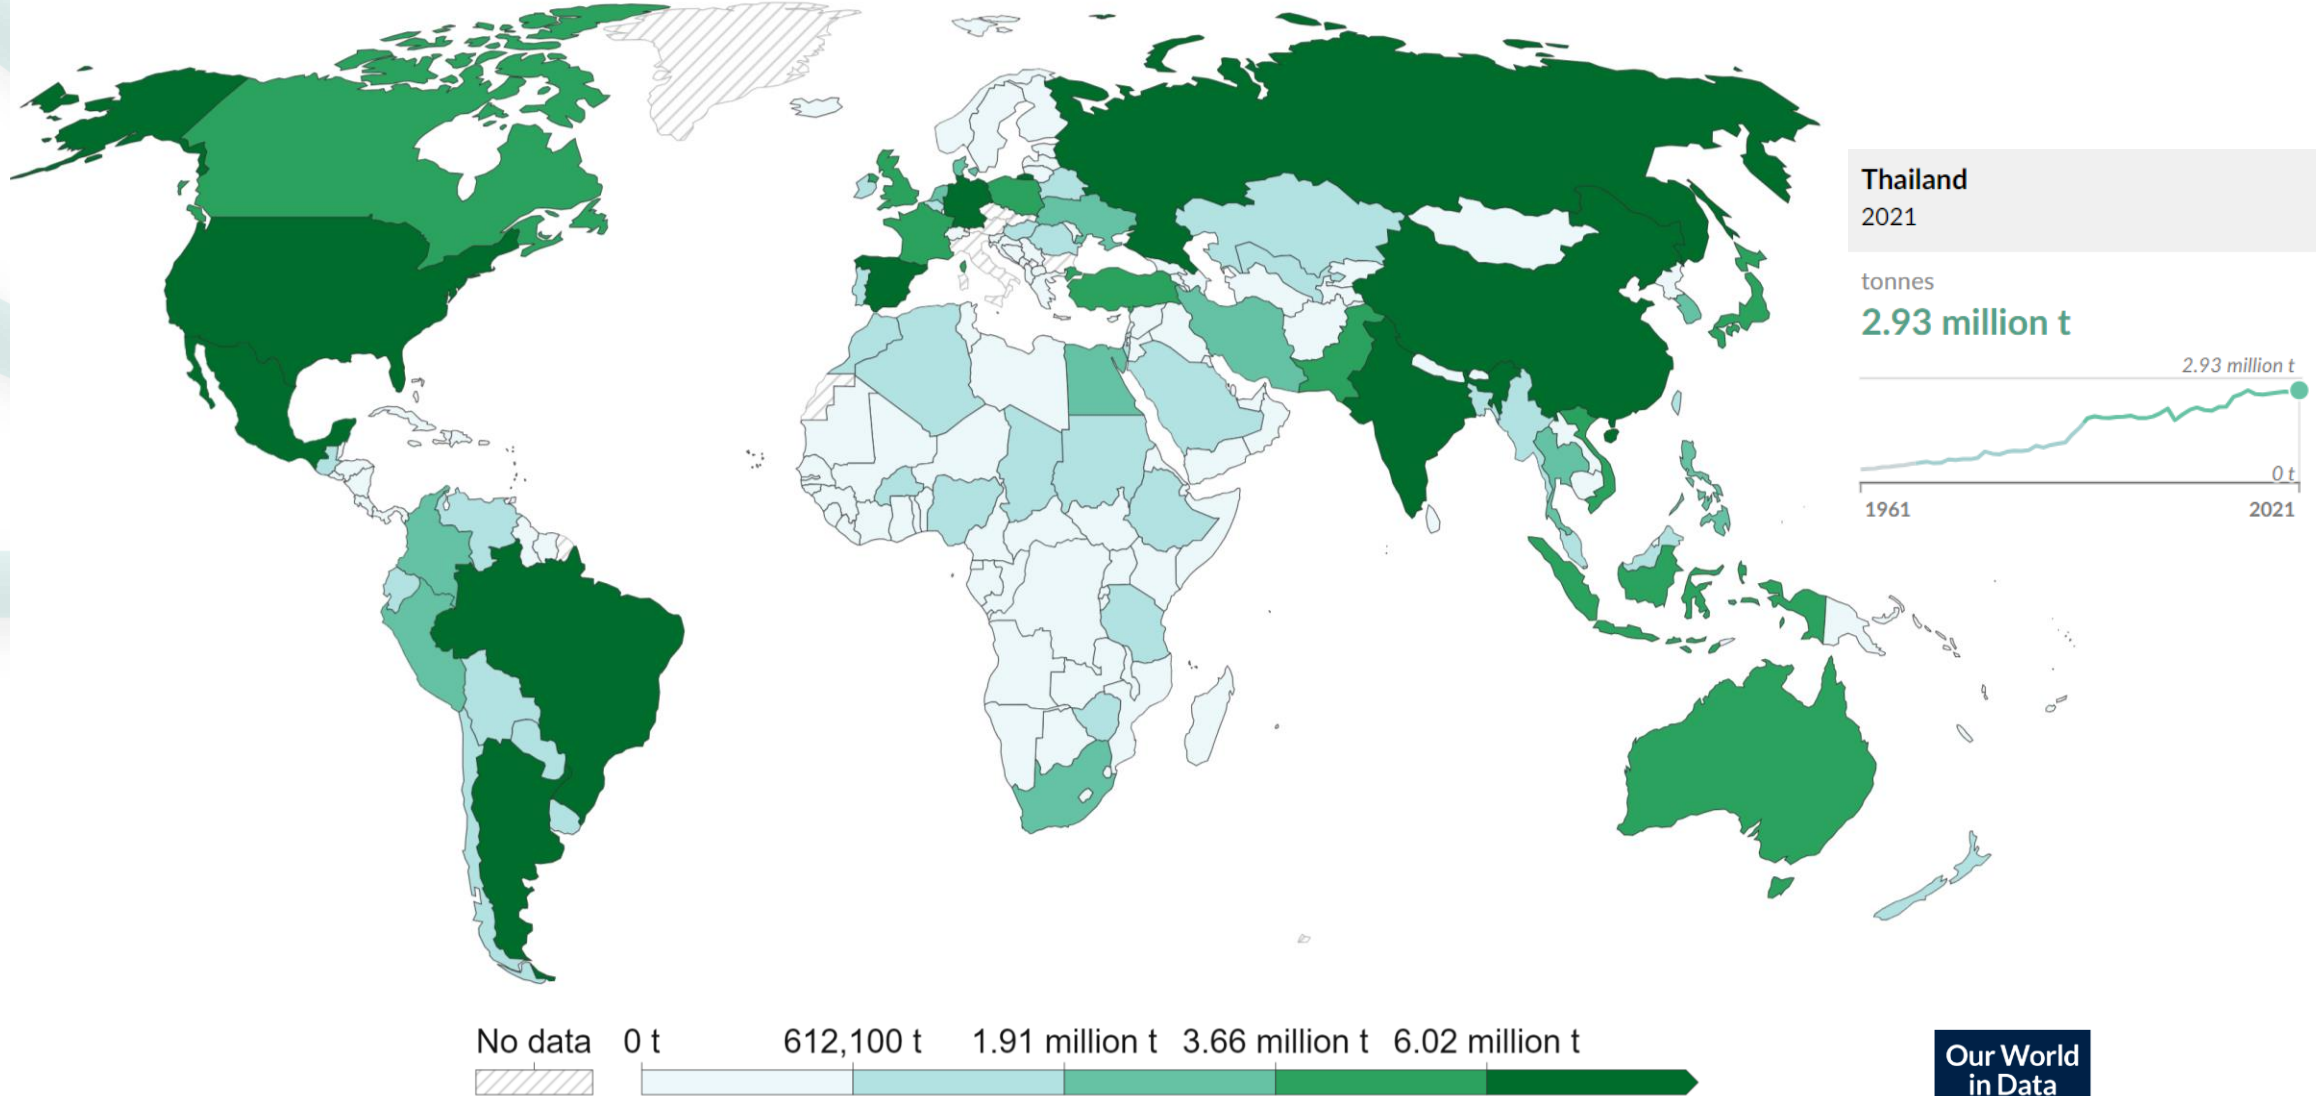 Thailand
2021
tonnes
2.93 million t
2.93 million t
0 t
1961 2021
No data 0 t 612,100 t 1.91 million t 3.66 million t 6.02 million t
Our World
in Data